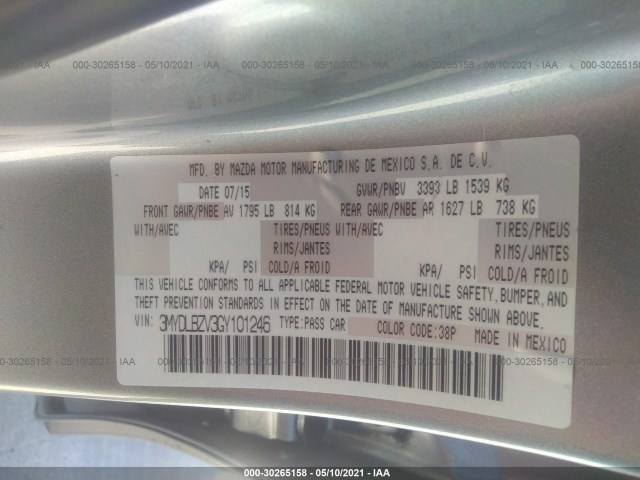 000-30265158 - 05/10/2021 - IAA
MFD. BY MAZDA MOTOR MANUFACTURING DE MEXICO S.A. DE C.V.
DATE 07/15 GVWR/PNBV 3393 LB 1539 KG
FRONT GAWR/PNBE AV 1795 LB 814 KG REAR GAWR/PNBE AR 1627 LB 738 KG
WITH/AVEC TIRES/PNEUS WITH/AVEC TIRES/PNEUS
RIMS/JANTES RIMS/JANTES
KPA/ PSI COLD/A FROID KPA/ PSI COLD/A FROID
THIS VEHICLE CONFORMS TO ALL APPLICABLE FEDERAL MOTOR VEHICLE SAFETY, BUMPER, AND
THEFT PREVENTION STANDARDS IN EFFECT ON THE DATE OF MANUFACTURE SHOWN ABOVE.
VIN: 3MYDLBZV3GY101246 TYPE:PASS CAR COLOR CODE:38P MADE IN MEXICO
000-30265158 - 05/10/2021 - IAA